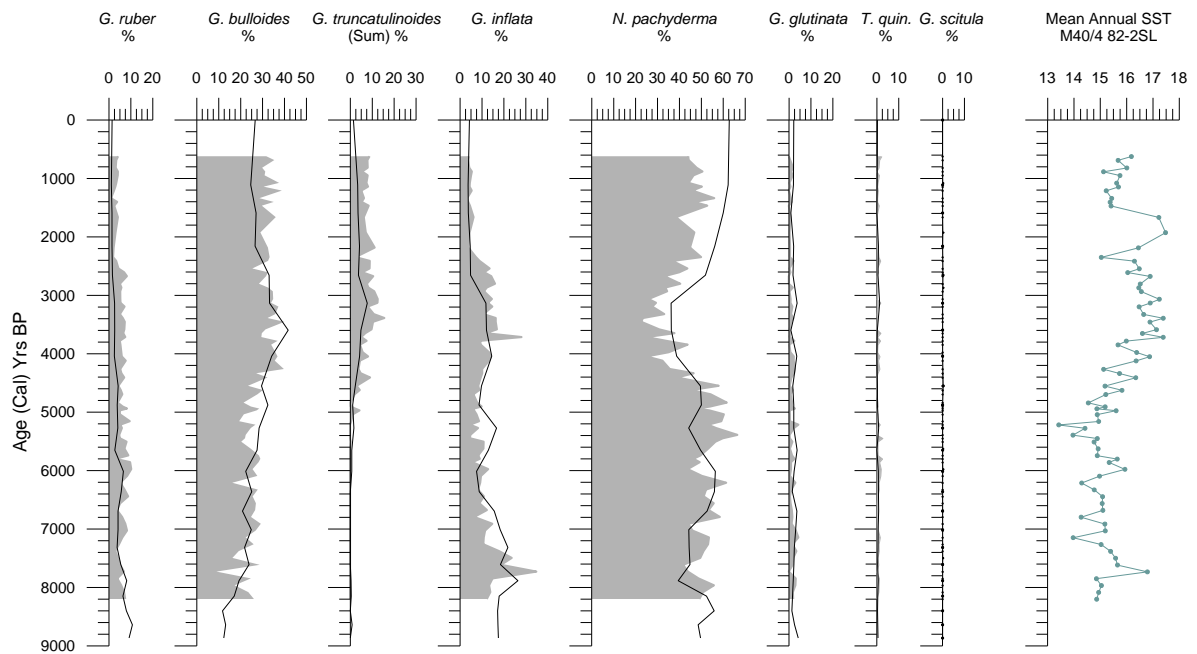 G. ruber G. bulloides G. truncatulinoides G. inflata N. pachyderma G. glutinata T. quin. G. scitula Mean Annual SST
% % (Sum) % % % % % % M40/4 82-2SL
0 10 20 0 10 20 30 40 50 0 10 20 30 0 10 20 30 40 0 10 20 30 40 50 60 70 0 10 20 0 10 0 10 13 14 15 16 17 18
0
1000
2000
3000
4000
5000
6000
7000
8000
9000
Age (Cal) Yrs BP